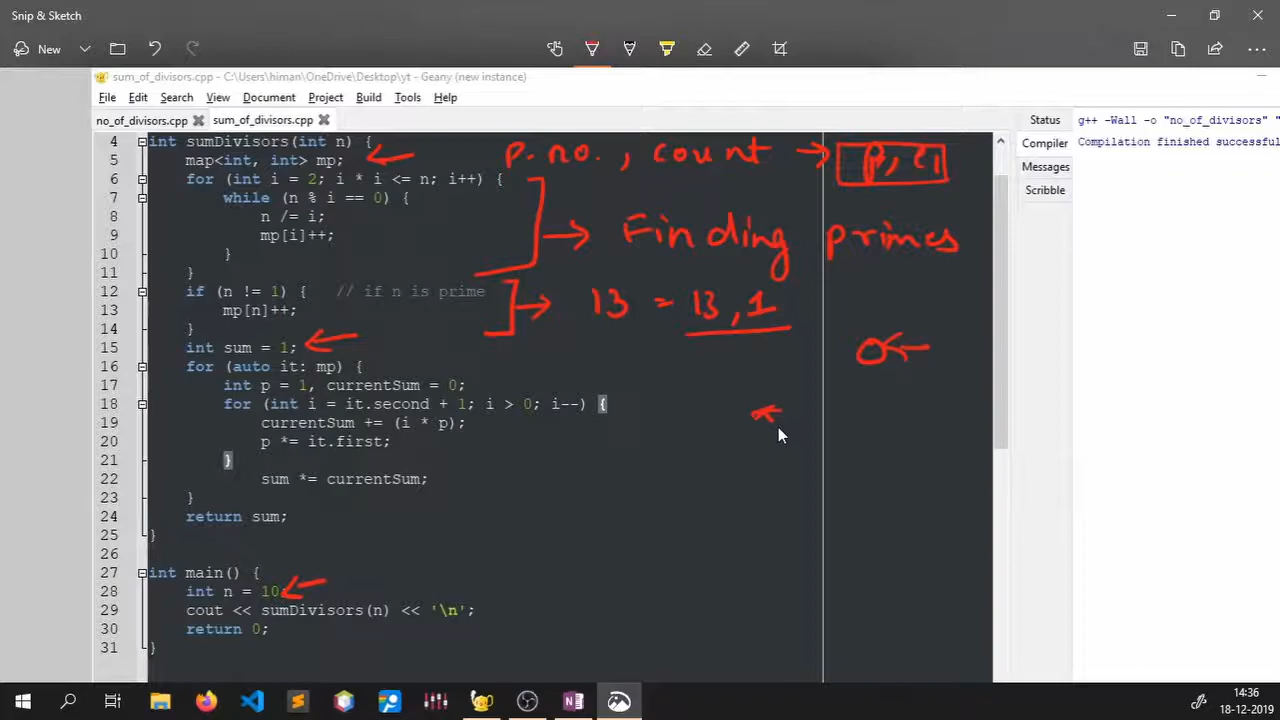 Snip & Sketch
New
sum_of_divisors.cpp - C:\Users\himan\OneDrive\Desktop\yt - Geany (new instance)
File Edit Search View Document Project Build Tools Help
no_of_divisors.cpp sum_of_divisors.cpp
Status g++ -Wall -o "no_of_divisors" "
Compiler Compilation finished successful
Messages
Scribble
4 int sumDivisors(int n) {
5 map<int, int> mp; p.no., count → p, c1
6 for (int i = 2; i * i <= n; i++) {
7 while (n % i == 0) {
8 n /= i;
9 mp[i]++; → Finding primes
10 }
11 }
12 if (n != 1) { // if n is prime
13 mp[n]++; → 13 = 13, 1
14 }
15 int sum = 1;
16 for (auto it: mp) {
17 int p = 1, currentSum = 0;
18 for (int i = it.second + 1; i > 0; i--) {
19 currentSum += (i * p);
20 p *= it.first;
21 }
22 sum *= currentSum;
23 }
24 return sum;
25 }
26
27 int main() {
28 int n = 10
29 cout << sumDivisors(n) << '\n';
30 return 0;
31 }
14:36
18-12-2019